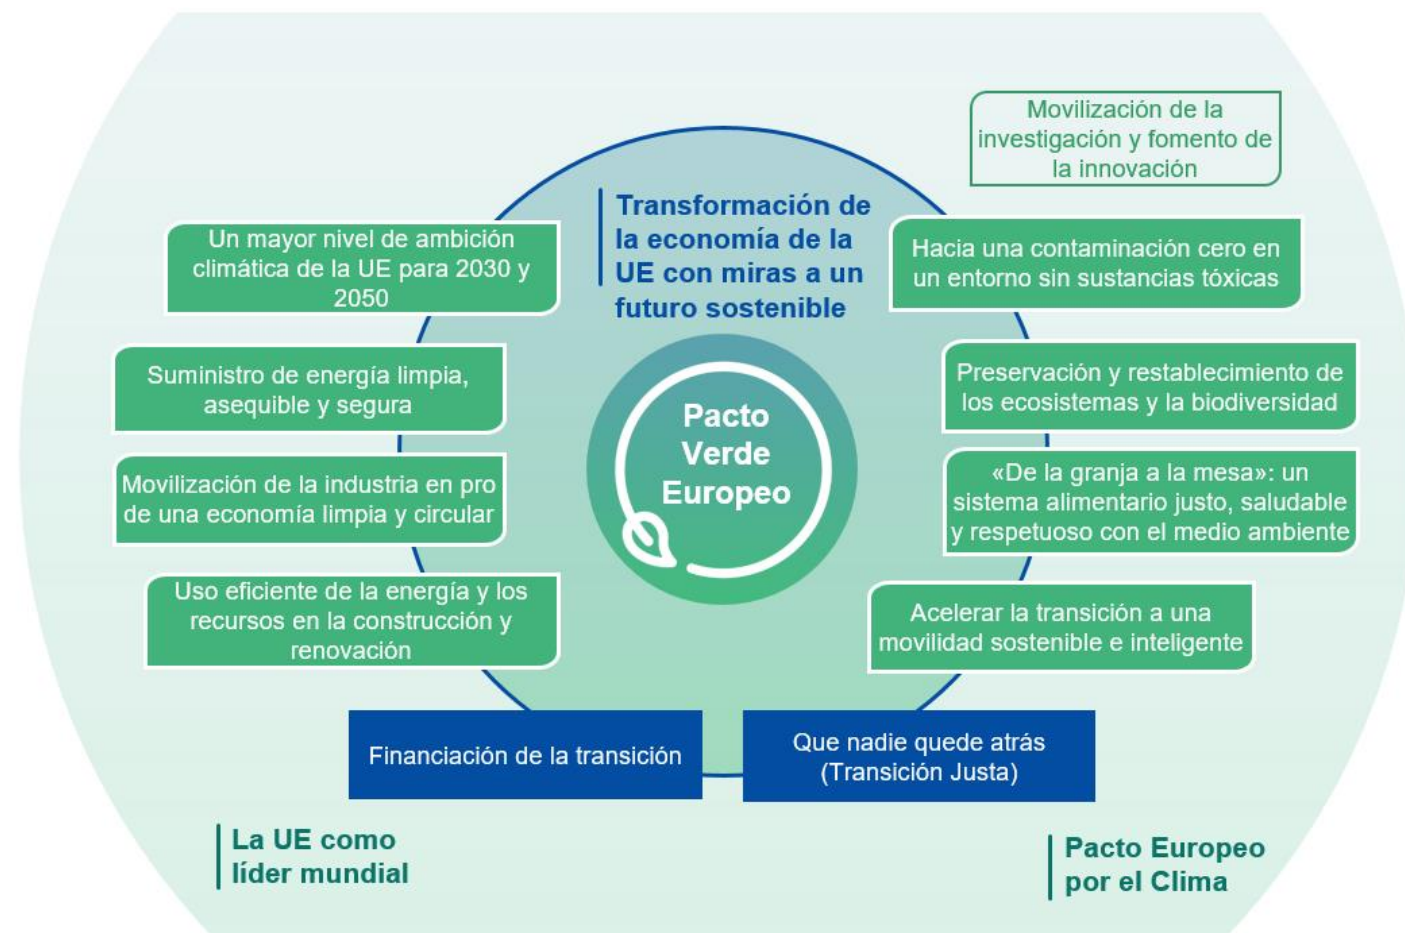 Movilización de la
investigación y fomento de
la innovación
Transformación de
la economía de la
UE con miras a un
futuro sostenible
Un mayor nivel de ambición
climática de la UE para 2030 y
2050
Hacia una contaminación cero en
un entorno sin sustancias tóxicas
Suministro de energía limpia,
asequible y segura
Preservación y restablecimiento de
los ecosistemas y la biodiversidad
Pacto
Verde
Europeo
Movilización de la industria en pro
de una economía limpia y circular
«De la granja a la mesa»: un
sistema alimentario justo, saludable
y respetuoso con el medio ambiente
Uso eficiente de la energía y los
recursos en la construcción y
renovación
Acelerar la transición a una
movilidad sostenible e inteligente
Financiación de la transición
Que nadie quede atrás
(Transición Justa)
La UE como
líder mundial
Pacto Europeo
por el Clima